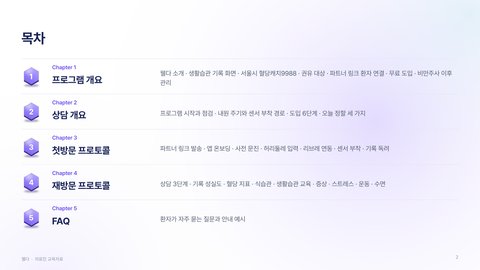 목차
1
Chapter 1
프로그램 개요
웰다 소개 · 생활습관 기록 화면 · 서울시 혈당캐치9988 · 권유 대상 · 파트너 링크 환자 연결 · 무료 도입 · 비만주사 이후
관리
2
Chapter 2
상담 개요
프로그램 시작과 점검 · 내원 주기와 센서 부착 경로 · 도입 6단계 · 오늘 정할 세 가지
3
Chapter 3
첫방문 프로토콜
파트너 링크 발송 · 앱 온보딩 · 사전 문진 · 허리둘레 입력 · 리브레 연동 · 센서 부착 · 기록 독려
4
Chapter 4
재방문 프로토콜
상담 3단계 · 기록 성실도 · 혈당 지표 · 식습관 · 생활습관 교육 · 증상 · 스트레스 · 운동 · 수면
5
Chapter 5
FAQ
환자가 자주 묻는 질문과 안내 예시
웰다 · 의료진 교육자료
2